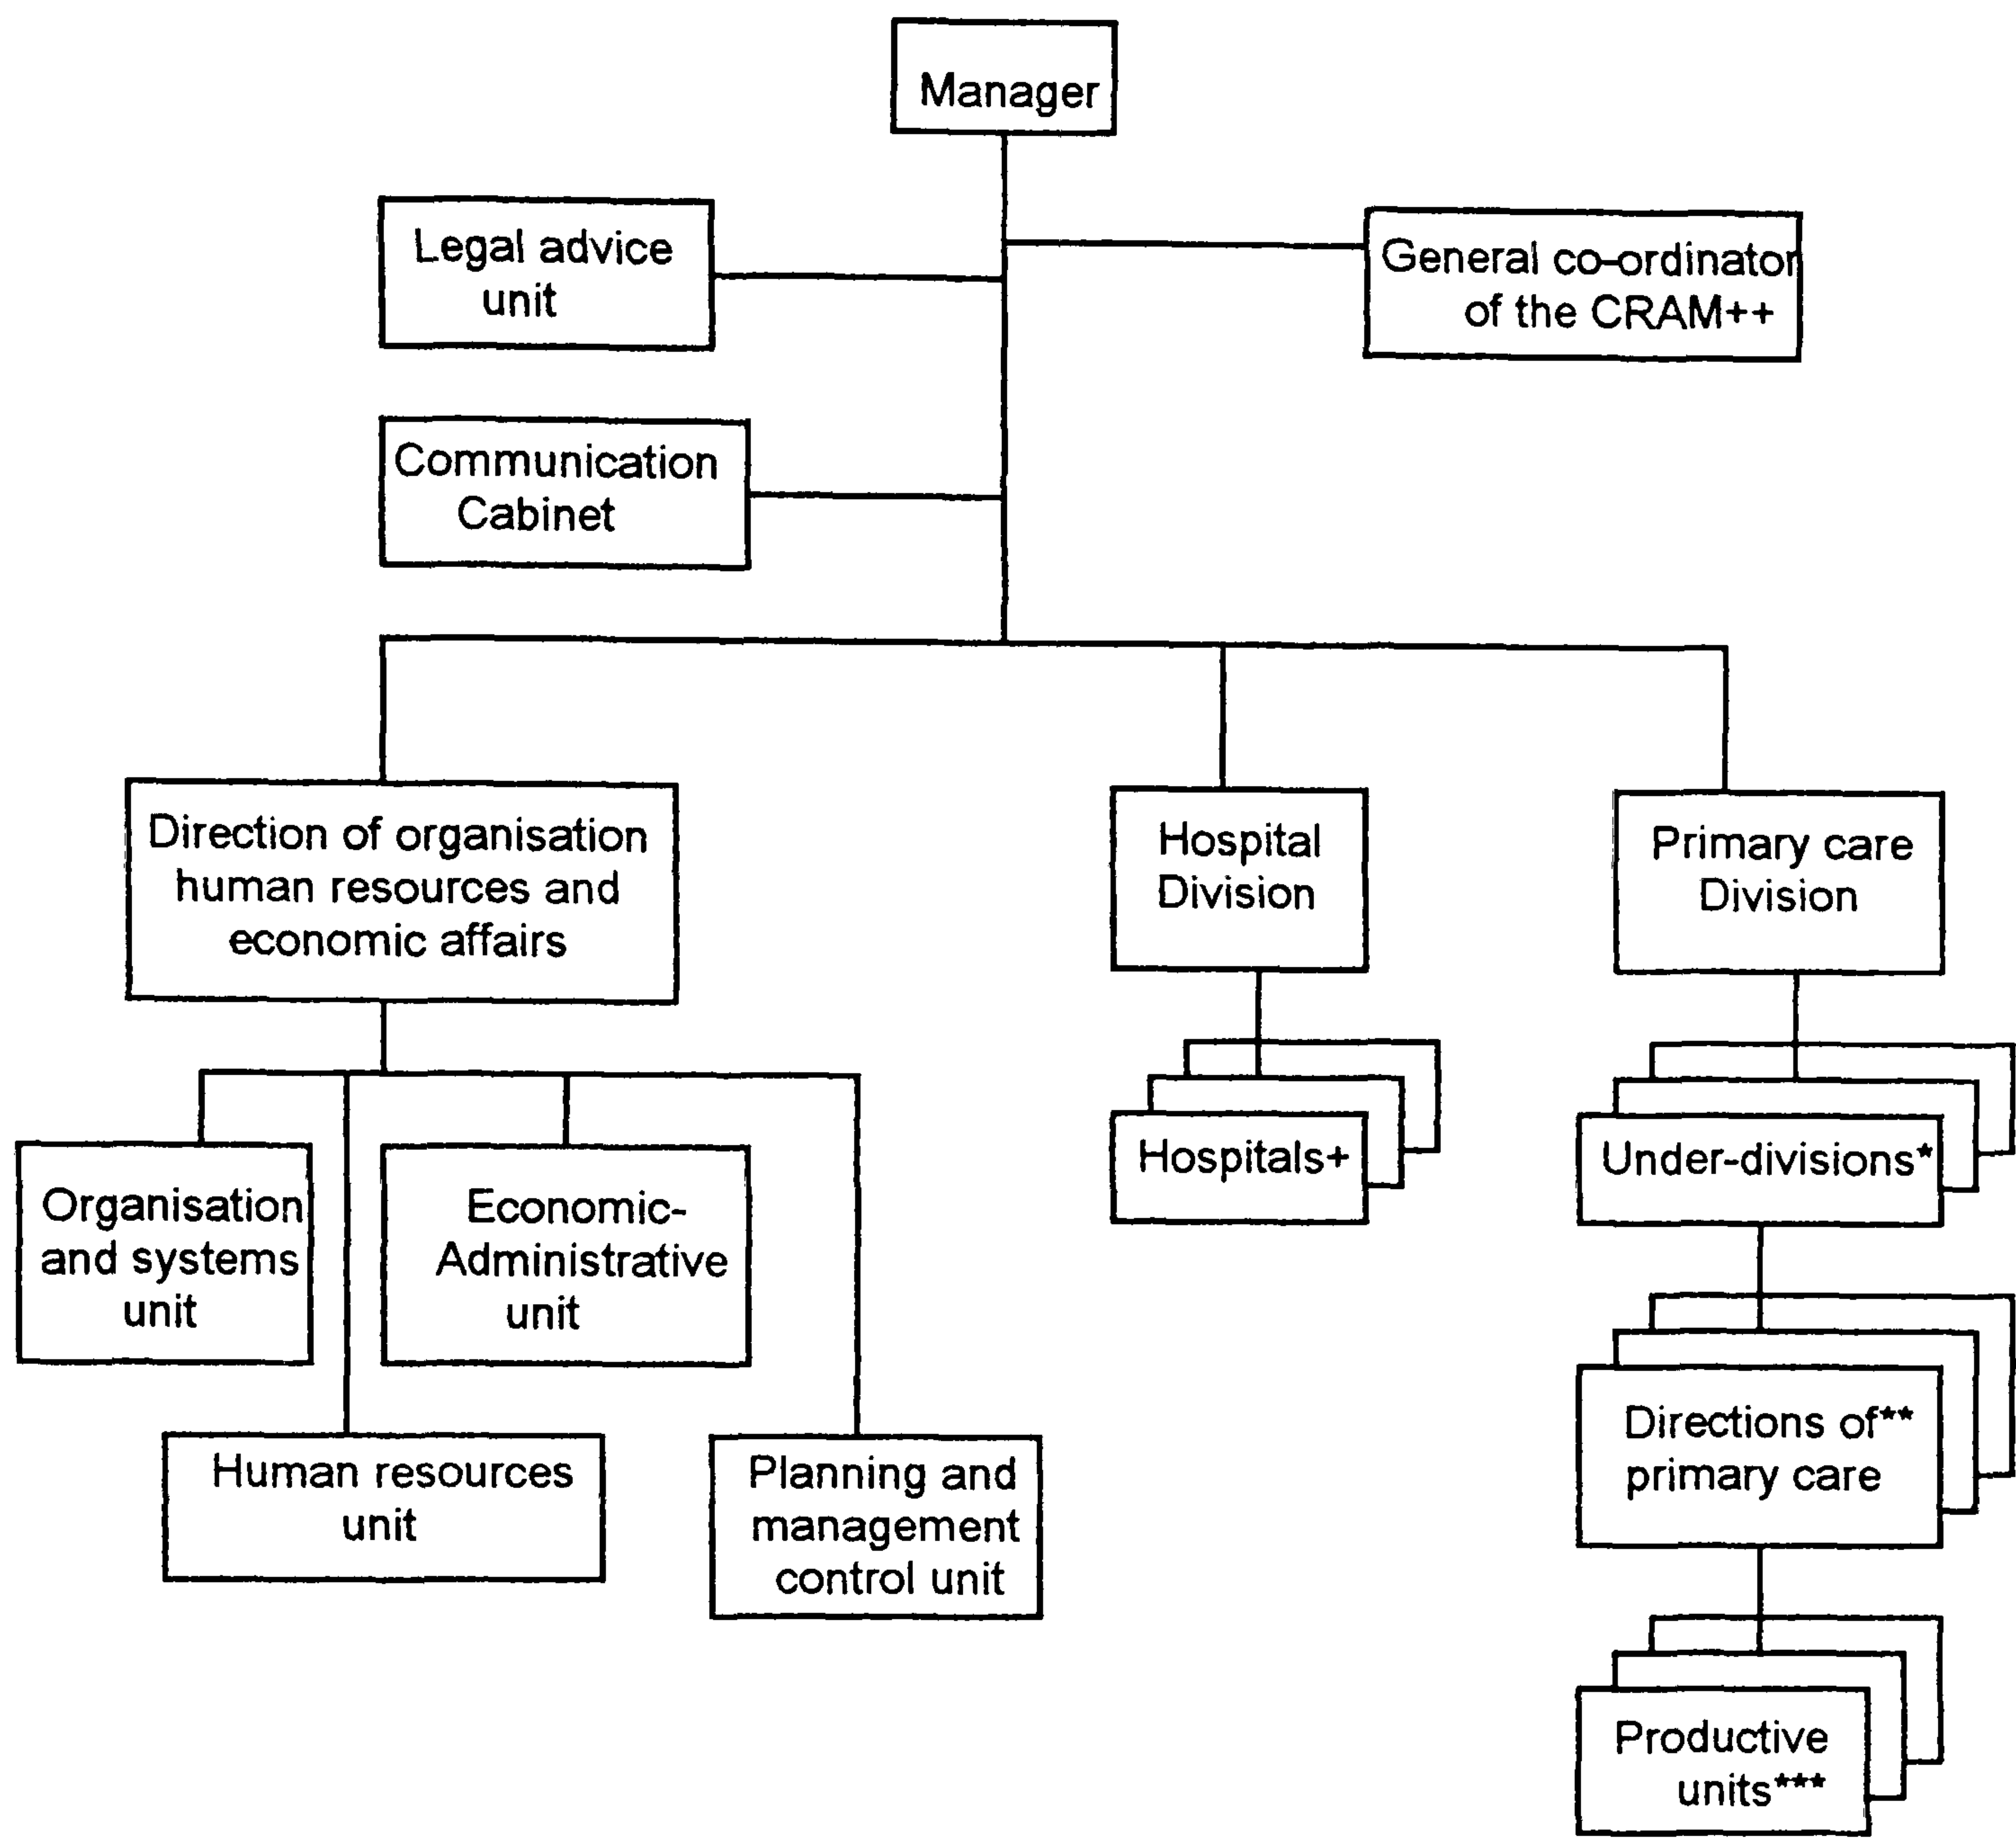 Manager
Legal advice
unit
General co-ordinator
of the CRAM++
Communication
Cabinet
Direction of organisation
human resources and
economic affairs
Hospital
Division
Primary care
Division
Hospitals+
Under-divisions*
Organisation
and systems
unit
Economic-
Administrative
unit
Directions of**
primary care
Human resources
unit
Planning and
management
control unit
Productive
units***